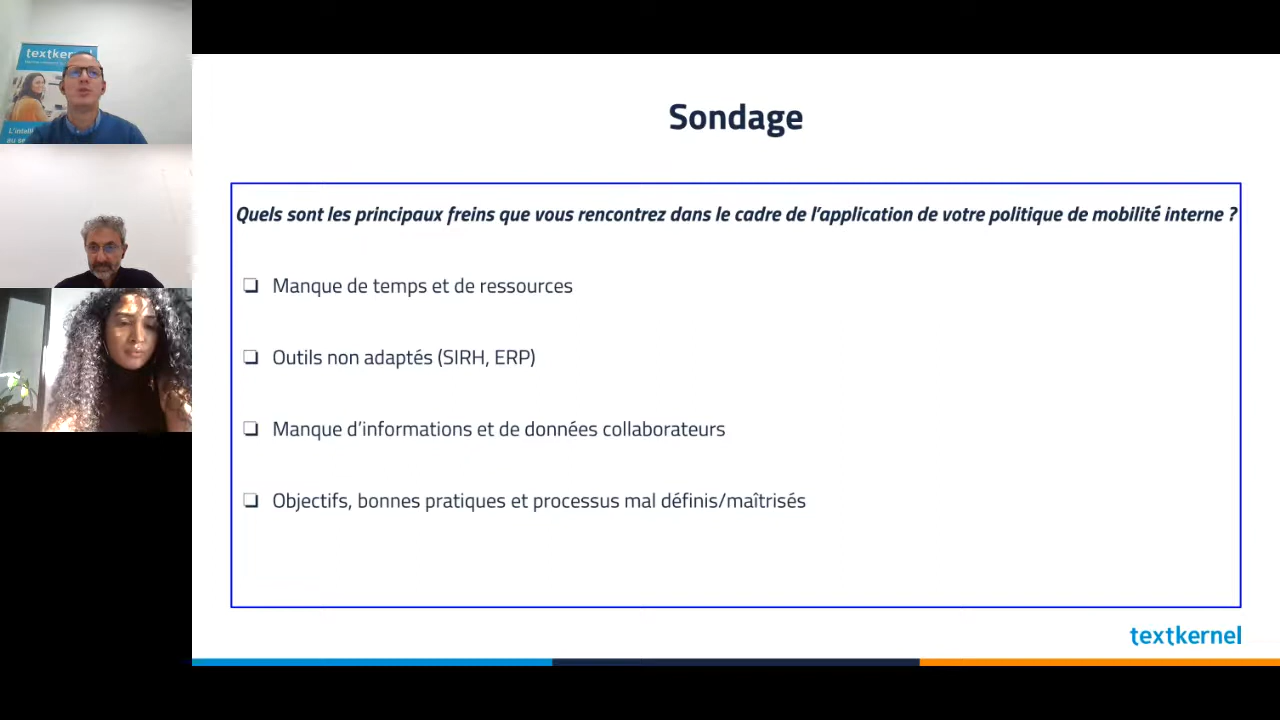 textkernel
L'intelli
au se
Sondage
Quels sont les principaux freins que vous rencontrez dans le cadre de l'application de votre politique de mobilité interne ?
❏ Manque de temps et de ressources
❏ Outils non adaptés (SIRH, ERP)
❏ Manque d'informations et de données collaborateurs
❏ Objectifs, bonnes pratiques et processus mal définis/maîtrisés
textkernel